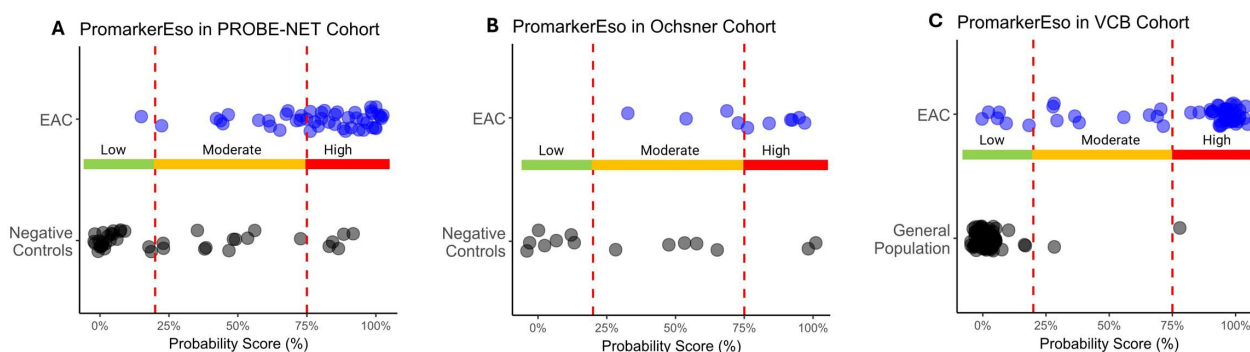 A PromarkerEso in PROBE-NET Cohort
EAC
Low Moderate High
Negative
Controls
0% 25% 50% 75% 100%
Probability Score (%)
B PromarkerEso in Ochsner Cohort
EAC
Low Moderate High
Negative
Controls
0% 25% 50% 75% 100%
Probability Score (%)
C PromarkerEso in VCB Cohort
EAC
Low Moderate High
General
Population
0% 25% 50% 75% 100%
Probability Score (%)